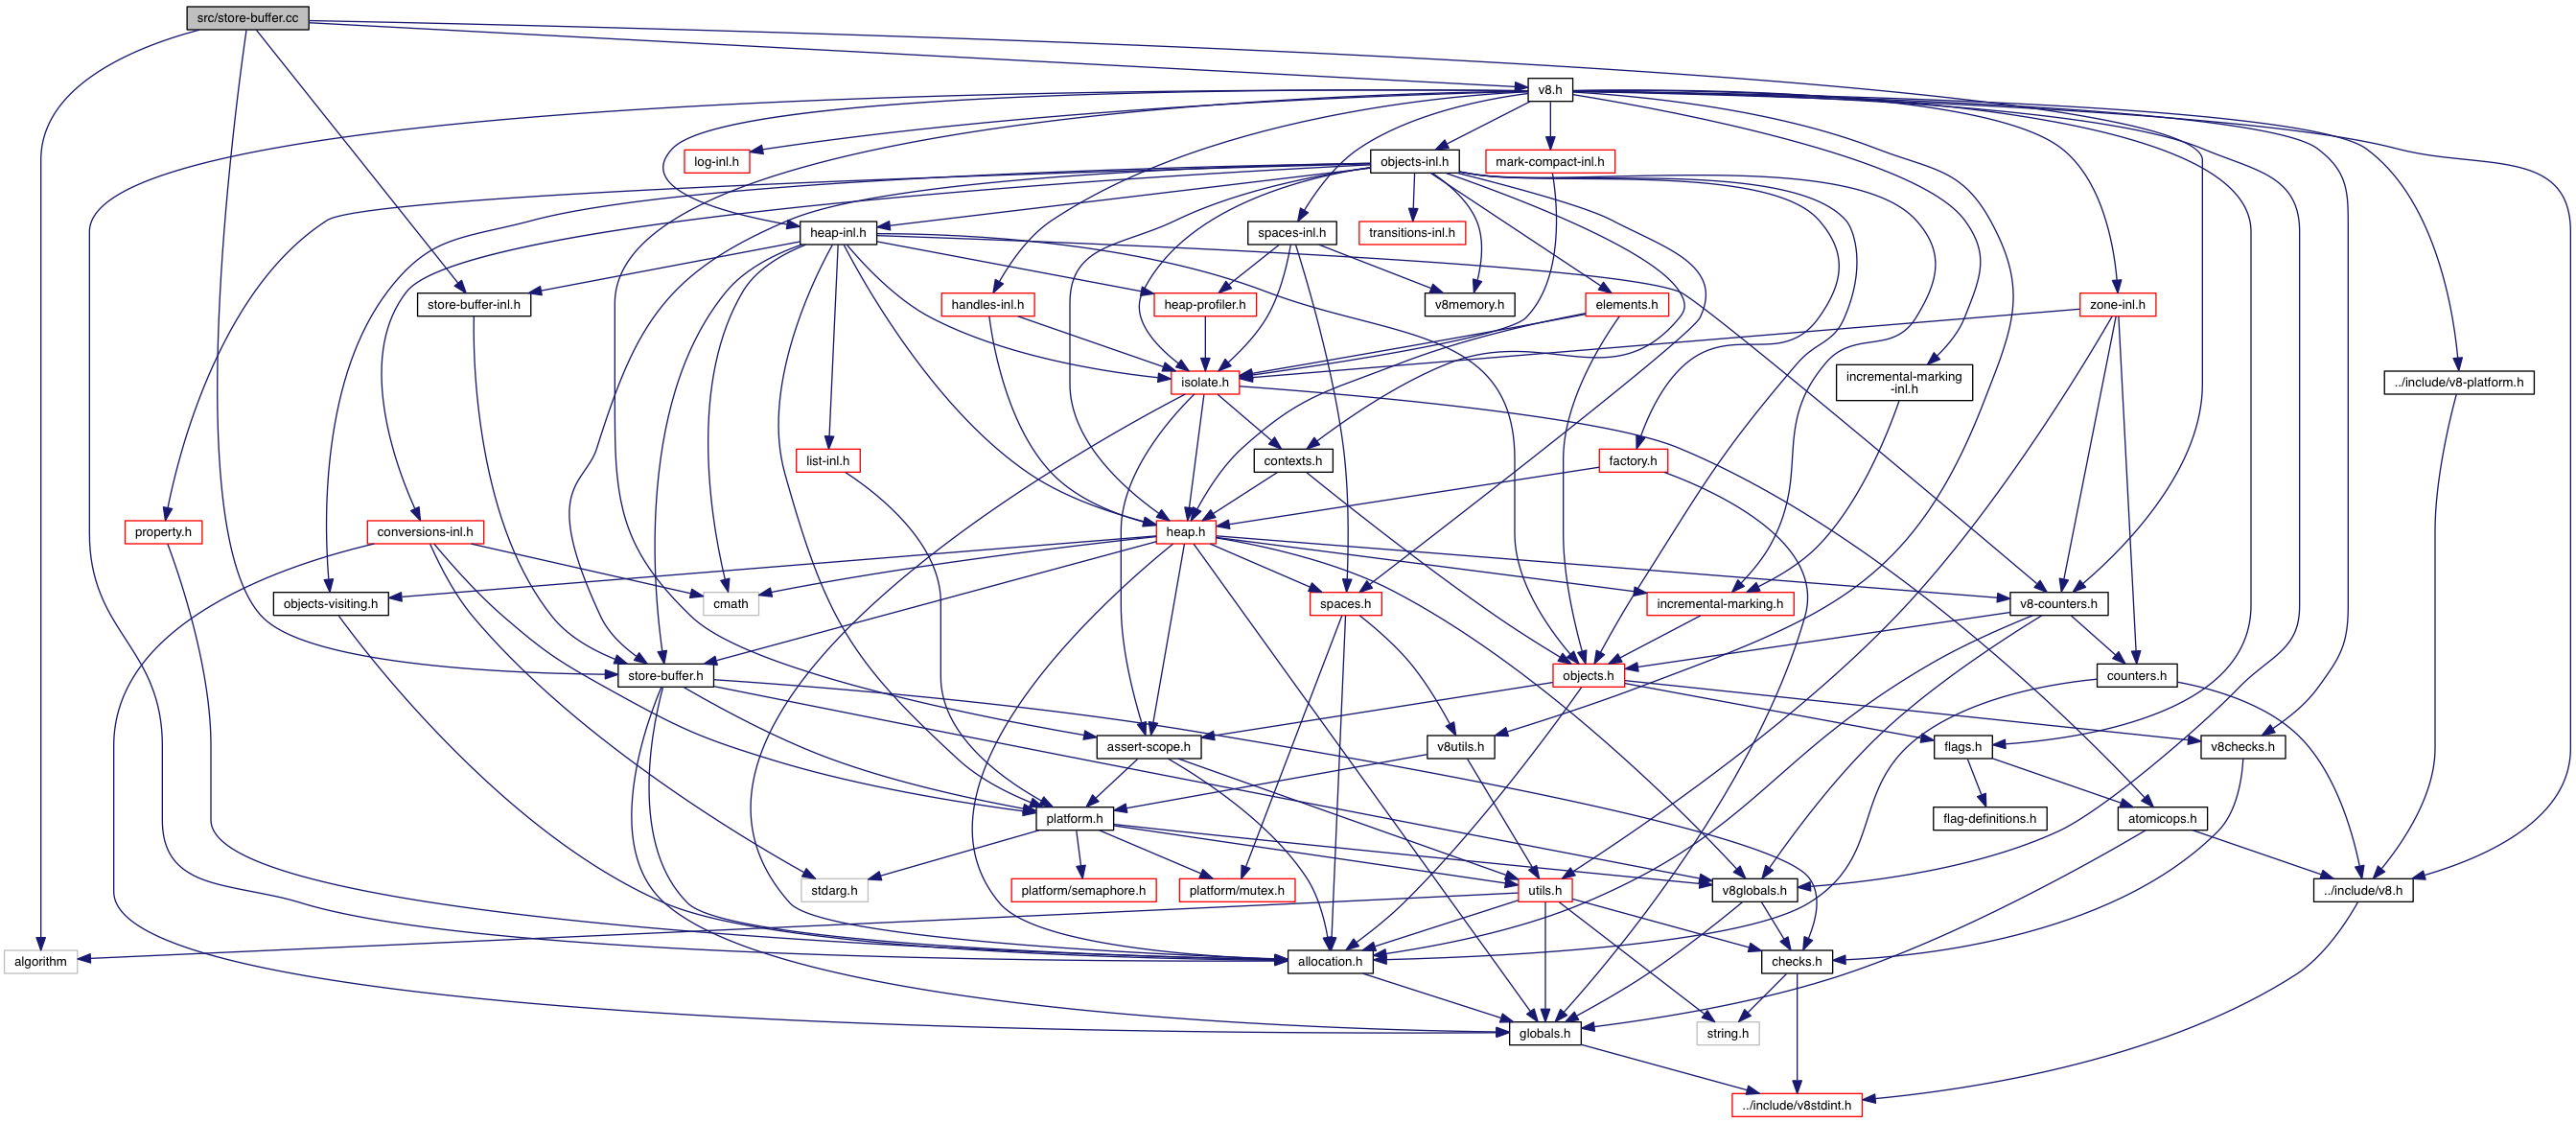 src/store-buffer.cc
v8.h
log-inl.h
objects-inl.h
mark-compact-inl.h
heap-inl.h
spaces-inl.h
transitions-inl.h
store-buffer-inl.h
handles-inl.h
heap-profiler.h
v8memory.h
elements.h
zone-inl.h
isolate.h
incremental-marking
-inl.h
../include/v8-platform.h
list-inl.h
contexts.h
factory.h
property.h
conversions-inl.h
heap.h
objects-visiting.h
cmath
spaces.h
incremental-marking.h
v8-counters.h
store-buffer.h
objects.h
counters.h
assert-scope.h
v8utils.h
flags.h
v8checks.h
platform.h
flag-definitions.h
atomicops.h
stdarg.h
platform/semaphore.h
platform/mutex.h
utils.h
v8globals.h
../include/v8.h
algorithm
allocation.h
checks.h
globals.h
string.h
../include/v8stdint.h